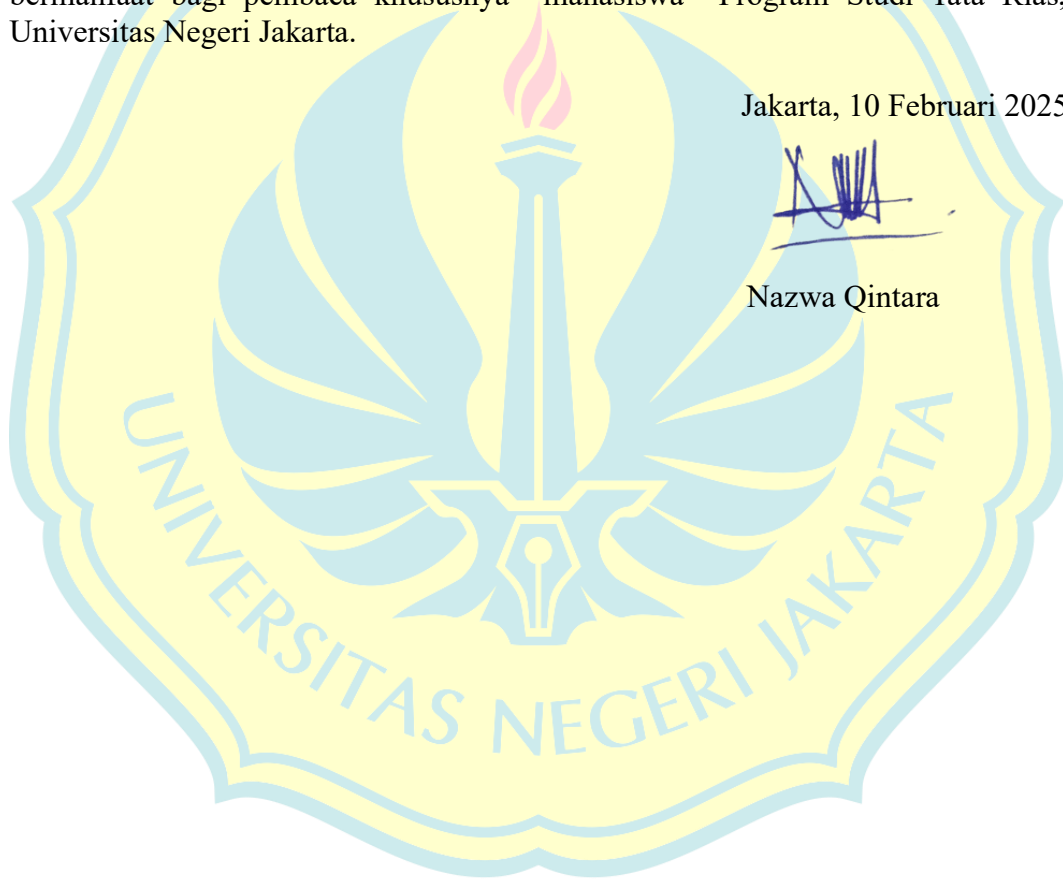 bermanfaat bagi pembaca khususnya mahasiswa Program Studi Tata Rias,
Universitas Negeri Jakarta.
Jakarta, 10 Februari 2025
Nazwa Qintara
UNIVERSITAS NEGERI JAKARTA